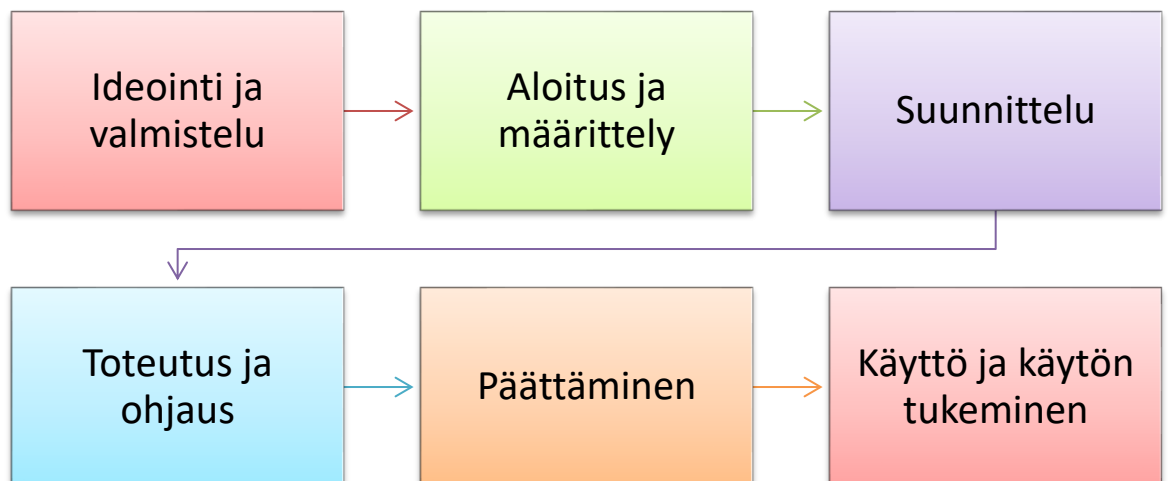 Ideointi ja
valmistelu
Aloitus ja
määrittely
Suunnittelu
Toteutus ja
ohjaus
Päättäminen
Käyttö ja käytön
tukeminen